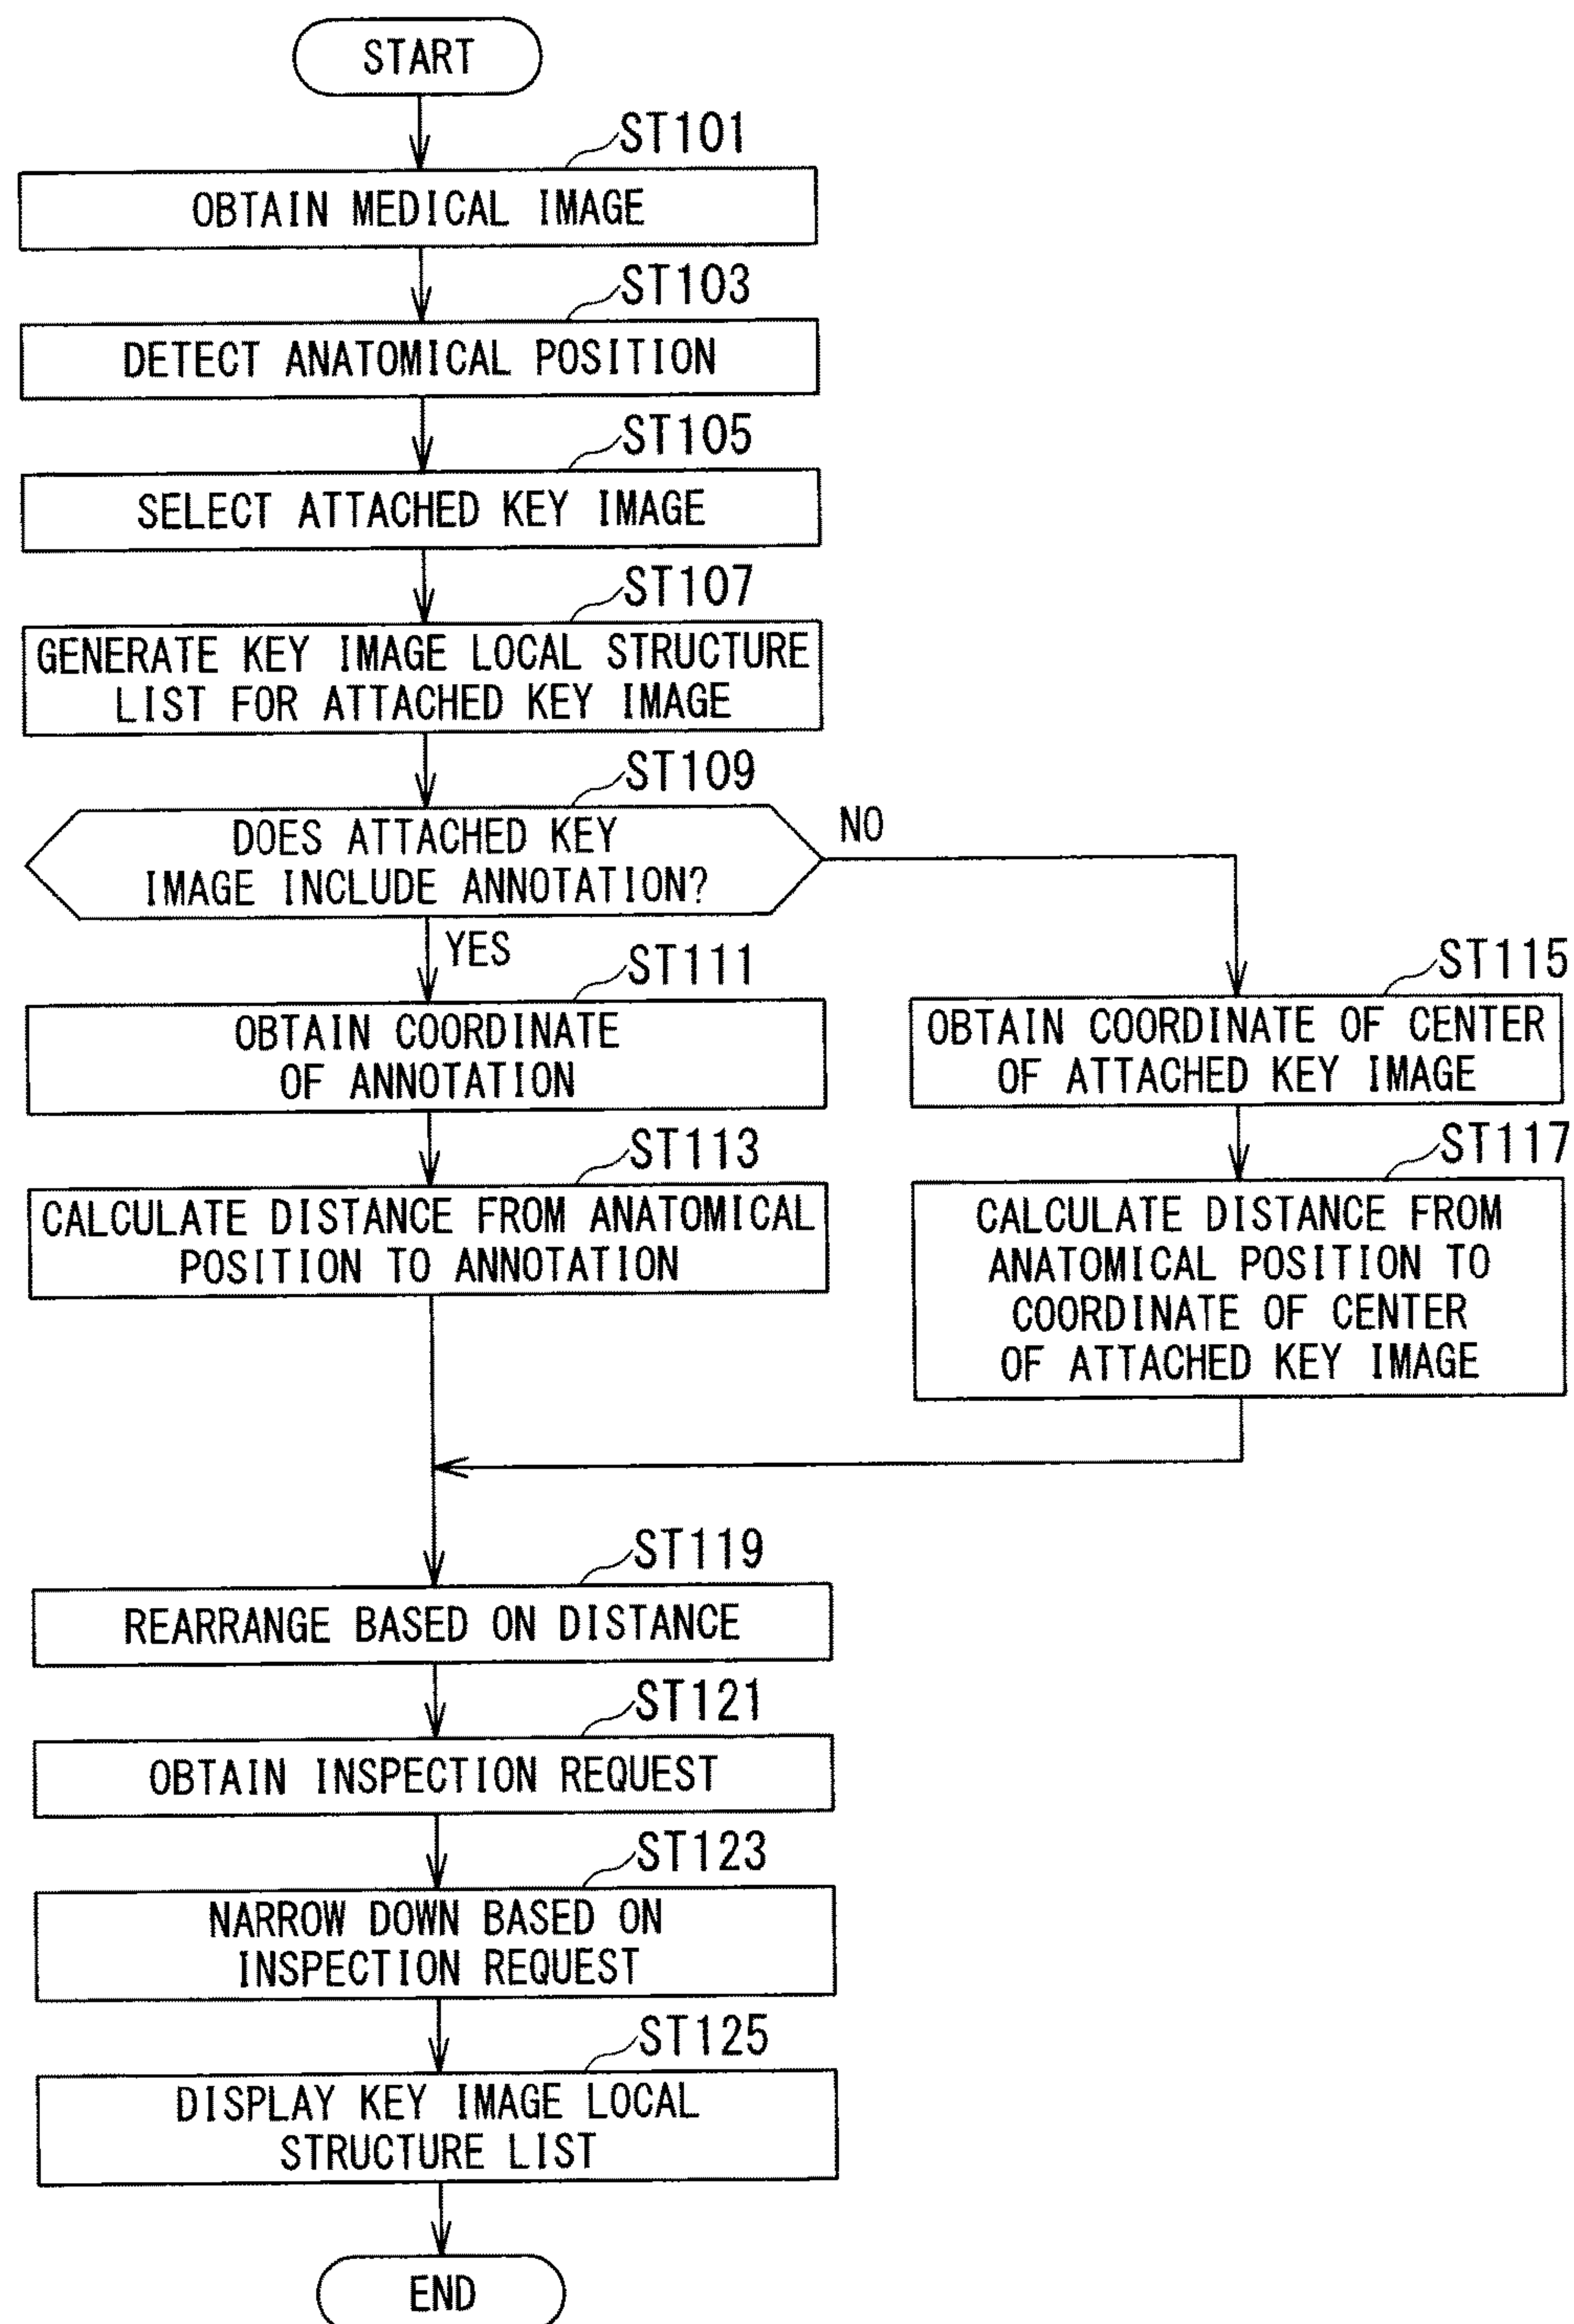 START
ST101
OBTAIN MEDICAL IMAGE
ST103
DETECT ANATOMICAL POSITION
ST105
SELECT ATTACHED KEY IMAGE
ST107
GENERATE KEY IMAGE LOCAL STRUCTURE
LIST FOR ATTACHED KEY IMAGE
ST109
DOES ATTACHED KEY
IMAGE INCLUDE ANNOTATION?
NO
YES
ST111
OBTAIN COORDINATE
OF ANNOTATION
ST113
CALCULATE DISTANCE FROM ANATOMICAL
POSITION TO ANNOTATION
ST115
OBTAIN COORDINATE OF CENTER
OF ATTACHED KEY IMAGE
ST117
CALCULATE DISTANCE FROM
ANATOMICAL POSITION TO
COORDINATE OF CENTER
OF ATTACHED KEY IMAGE
ST119
REARRANGE BASED ON DISTANCE
ST121
OBTAIN INSPECTION REQUEST
ST123
NARROW DOWN BASED ON
INSPECTION REQUEST
ST125
DISPLAY KEY IMAGE LOCAL
STRUCTURE LIST
END